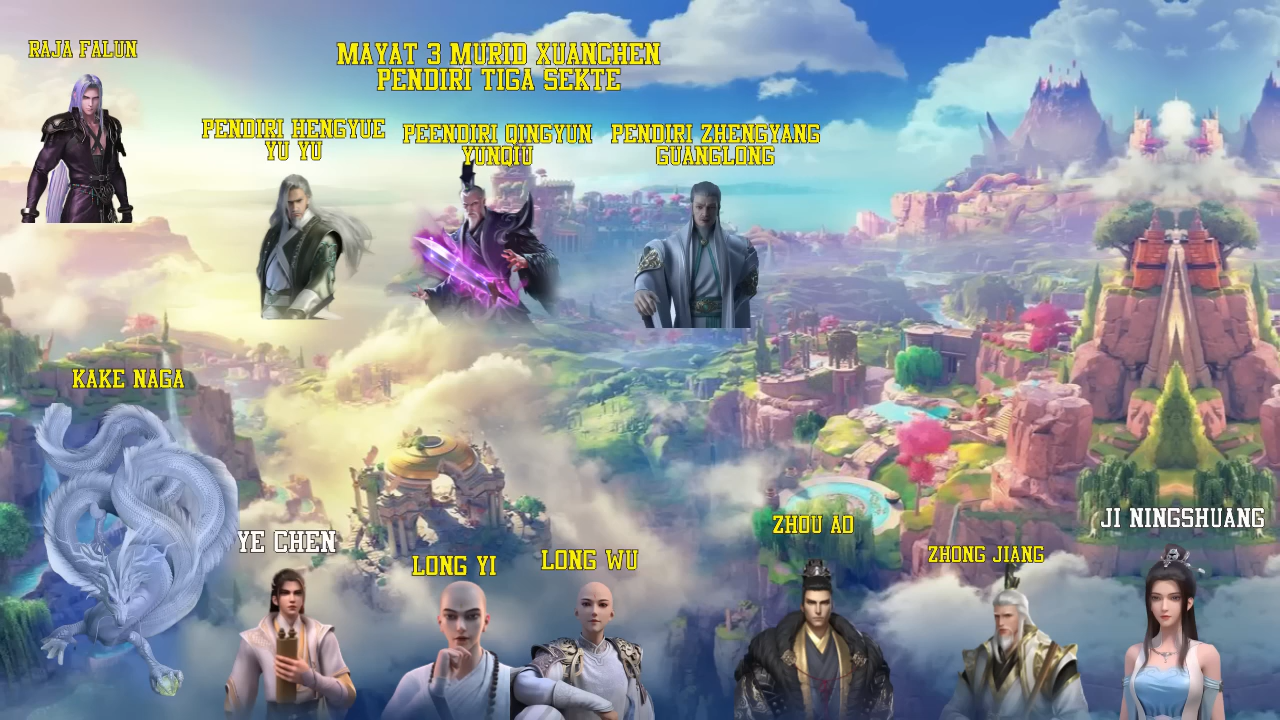 RAJA FALUN
MAYAT 3 MURID XUANCHEN
PENDIRI TIGA SEKTE
PENDIRI HENGYUE
YU YU
PEENDIRI QINGYUN
YUNQIU
PENDIRI ZHENGYANG
GUANGLONG
KAKE NAGA
YE CHEN
LONG YI
LONG WU
ZHOU AO
ZHONG JIANG
JI NINGSHUANG